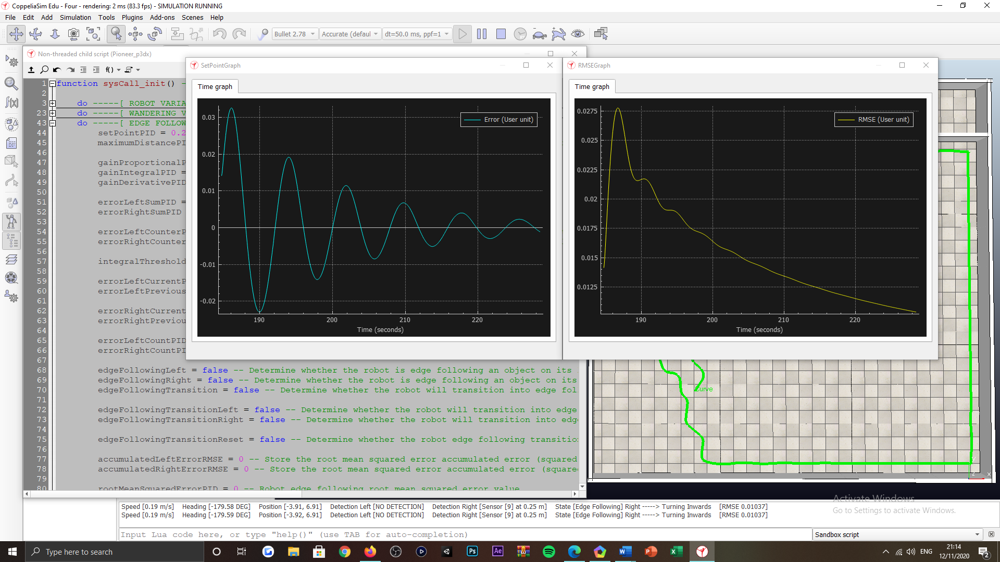 CoppeliaSim Edu - Four - rendering: 2 ms (83.3 fps) - SIMULATION RUNNING
File Edit Add Simulation Tools Plugins Add-ons Scenes Help
Bullet 2.78 Accurate (defaul dt=50.0 ms, ppf=1
Non-threaded child script (Pioneer_p3dx)
f()
1 function sysCall_init()
2
3 do -----[ ROBOT VARIA
23 do -----[ WANDERING V
43 do -----[ EDGE FOLLOW
44 setPointPID = 0.2
45 maximumDistancePI
46
47 gainProportionalP
48 gainIntegralPID =
49 gainDerivativePID
50
51 errorLeftSumPID =
52 errorRightSumPID
53
54 errorLeftCounterP
55 errorRightCounter
56
57 integralThreshold
58
59 errorLeftCurrentP
60 errorLeftPrevious
61
62 errorRightCurrent
63 errorRightPreviou
64
65 errorLeftCountPID
66 errorRightCountPI
67
68 edgeFollowingLeft = false -- Determine whether the robot is edge following an object on its
69 edgeFollowingRight = false -- Determine whether the robot is edge following an object on its
70 edgeFollowingTransition = false -- Determine whether the robot will transition into edge fol
71
72 edgeFollowingTransitionLeft = false -- Determine whether the robot will transition into edge
73 edgeFollowingTransitionRight = false -- Determine whether the robot will transition into edg
74
75 edgeFollowingTransitionReset = false -- Determine whether the robot edge following transitio
76
77 accumulatedLeftErrorRMSE = 0 -- Store the root mean squared error accumulated error (squared
78 accumulatedRightErrorRMSE = 0 -- Store the root mean squared error accumulated error (square
79
80 rootMeanSquaredErrorPID = 0 -- Robot edge following root mean squared error value
SetPointGraph
Time graph
Error (User unit)
0.03
0.02
0.01
0
-0.01
-0.02
190 200 210 220
Time (seconds)
RMSEGraph
Time graph
RMSE (User unit)
0.0275
0.025
0.0225
0.02
0.0175
0.015
0.0125
190 200 210 220
Time (seconds)
Curve
y
z x
Speed [0.19 m/s] Heading [-179.58 DEG] Position [-3.91, 6.91] Detection Left [NO DETECTION] Detection Right [Sensor [9] at 0.25 m] State [Edge Following] Right -----> Turning Inwards [RMSE 0.01037]
Speed [0.19 m/s] Heading [-179.59 DEG] Position [-3.92, 6.91] Detection Left [NO DETECTION] Detection Right [Sensor [9] at 0.25 m] State [Edge Following] Right -----> Turning Inwards [RMSE 0.01037]
Activate Windows
Go to Settings to activate Windows.
Input Lua code here, or type "help()" (use TAB for auto-completion)
Sandbox script
Type here to search
Ps
Ae
ENG
21:14
12/11/2020
2